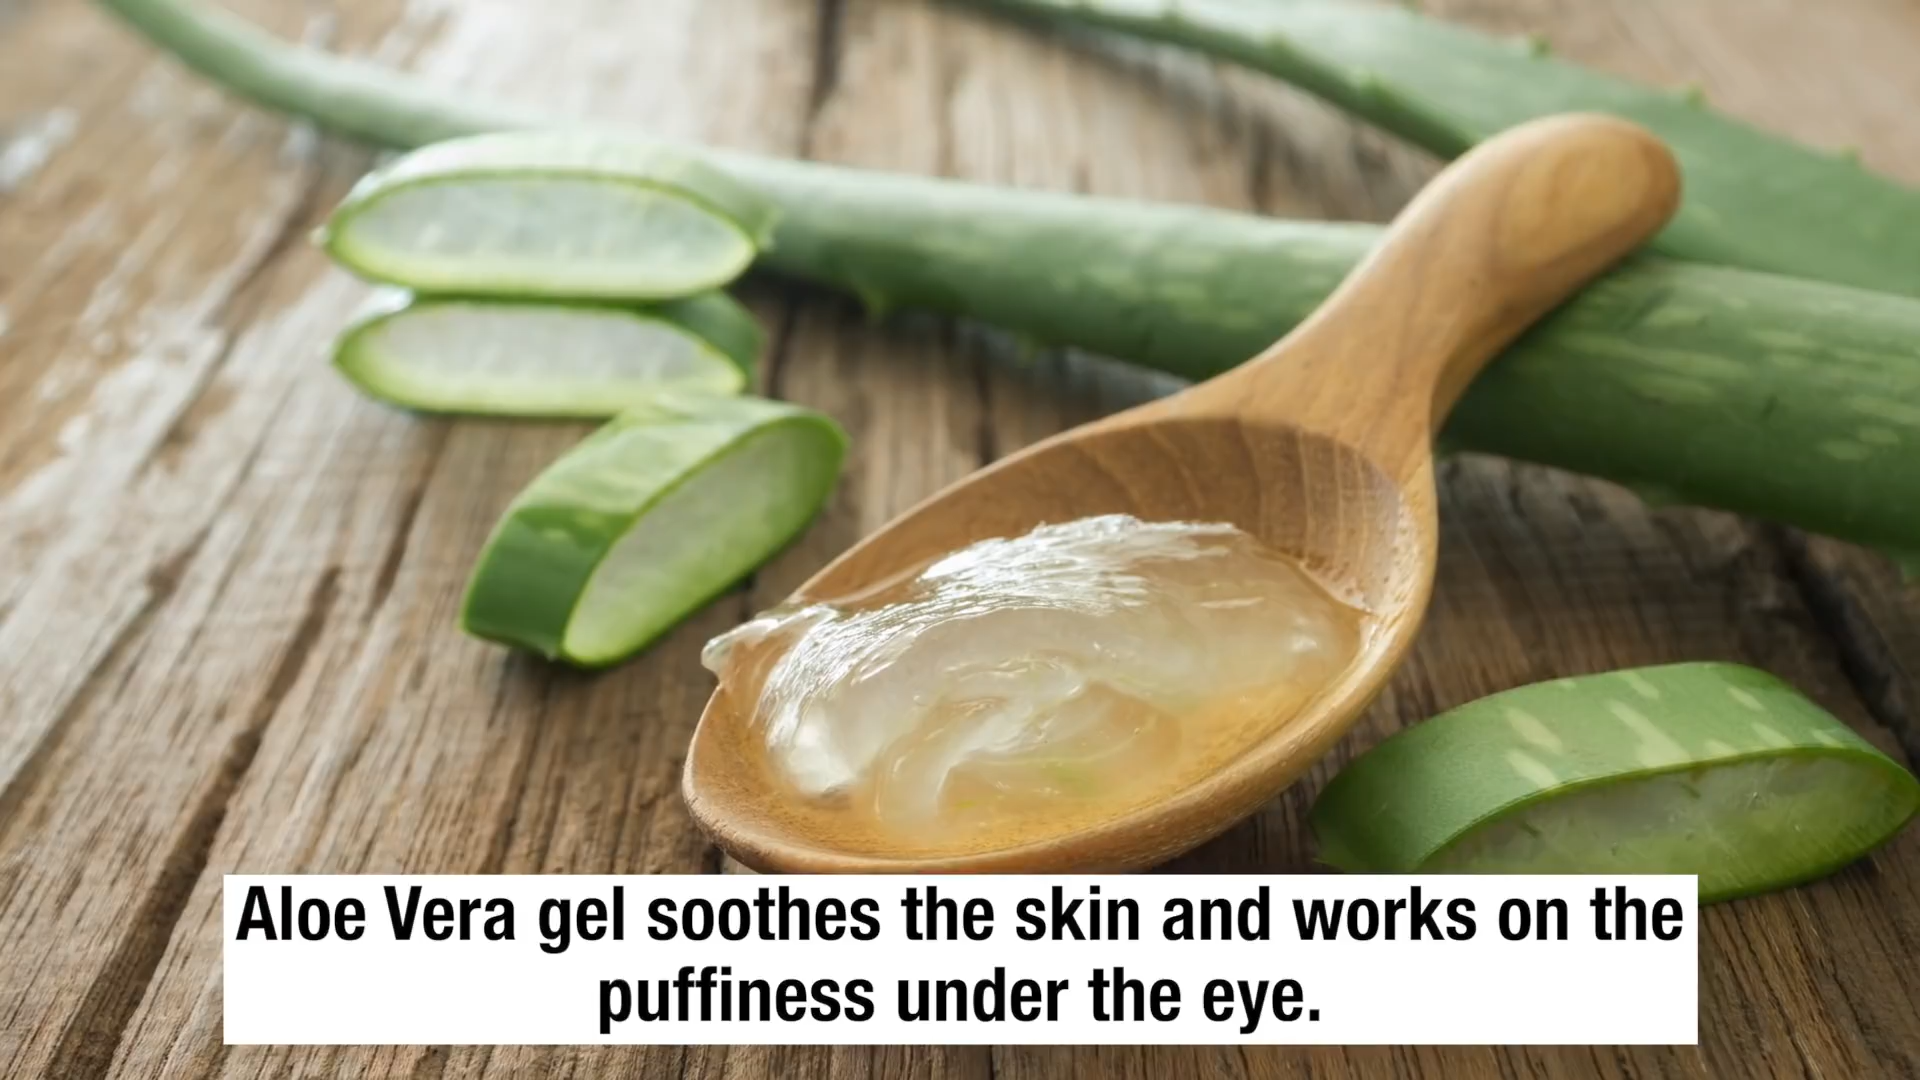 Aloe Vera gel soothes the skin and works on the
puffiness under the eye.